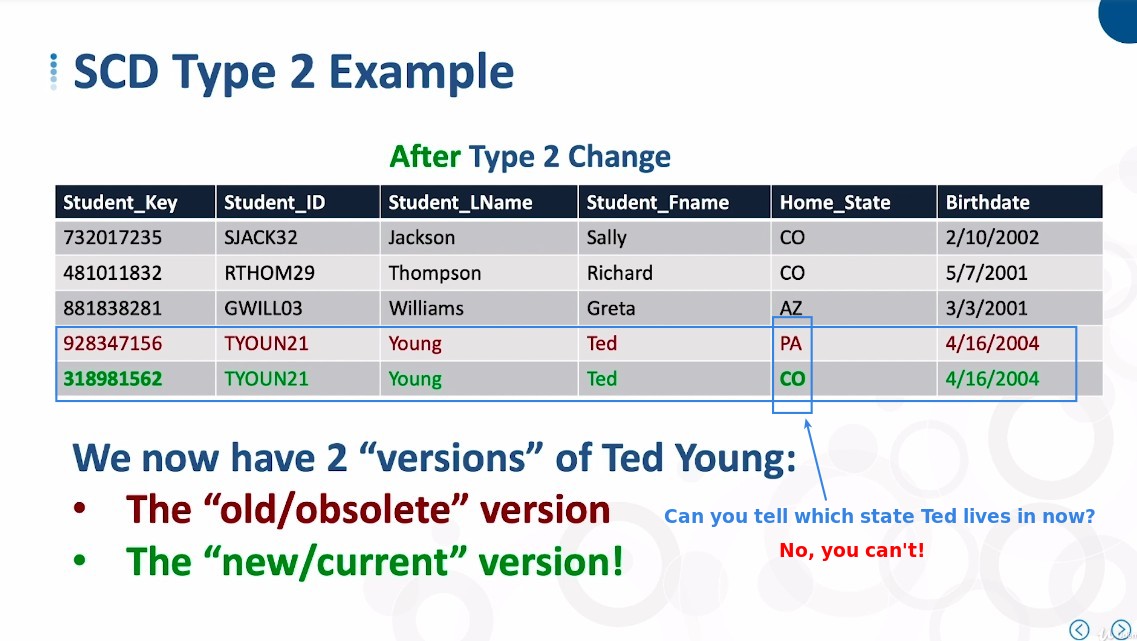 SCD Type 2 Example
After Type 2 Change
Student_Key Student_ID Student_LName Student_Fname Home_State Birthdate
732017235 SJACK32 Jackson Sally CO 2/10/2002
481011832 RTHOM29 Thompson Richard CO 5/7/2001
881838281 GWILL03 Williams Greta AZ 3/3/2001
928347156 TYOUN21 Young Ted PA 4/16/2004
318981562 TYOUN21 Young Ted CO 4/16/2004
We now have 2 “versions” of Ted Young:
• The “old/obsolete” version
• The “new/current” version!
Can you tell which state Ted lives in now?
No, you can't!